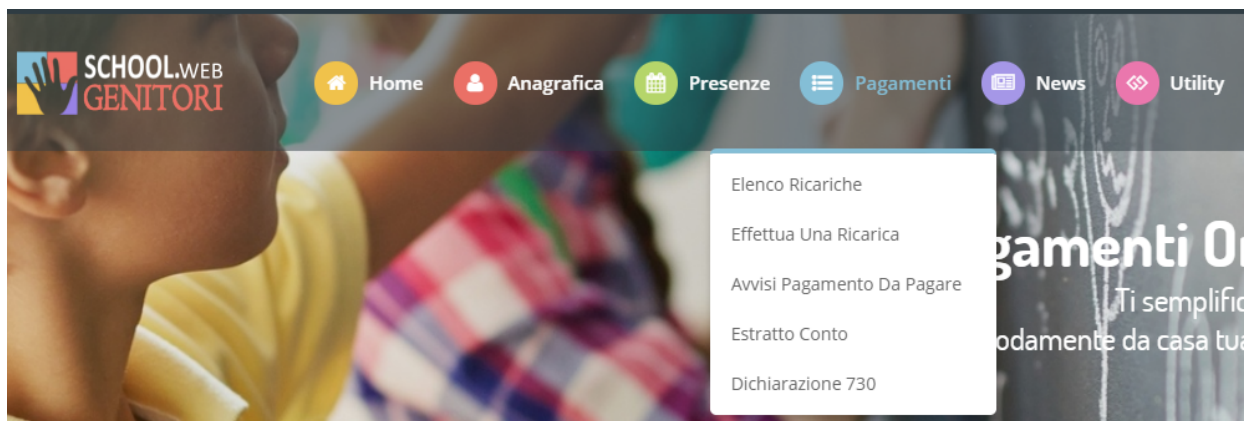 SCHOOL.WEB
GENITORI
Home
Anagrafica
Presenze
Pagamenti
News
Utility
Elenco Ricariche
Effettua Una Ricarica
Avvisi Pagamento Da Pagare
Estratto Conto
Dichiarazione 730
gamenti Or
Ti semplific
odamente da casa tua